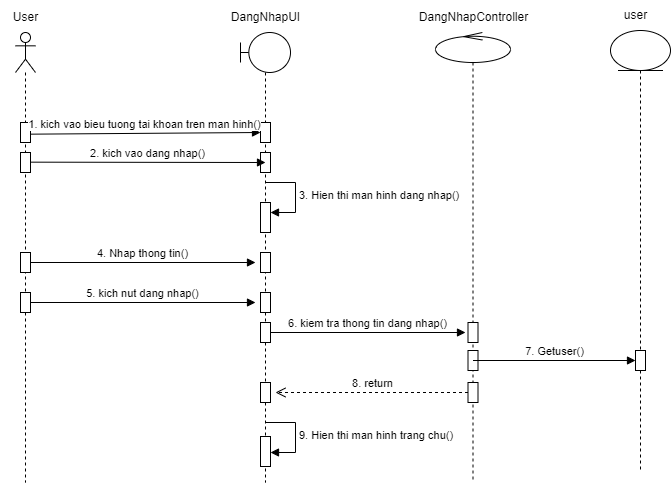 User
DangNhapUI
DangNhapController
user
1. kich vao bieu tuong tai khoan tren man hinh()
2. kich vao dang nhap()
3. Hien thi man hinh dang nhap()
4. Nhap thong tin()
5. kich nut dang nhap()
6. kiem tra thong tin dang nhap()
7. Getuser()
8. return
9. Hien thi man hinh trang chu()